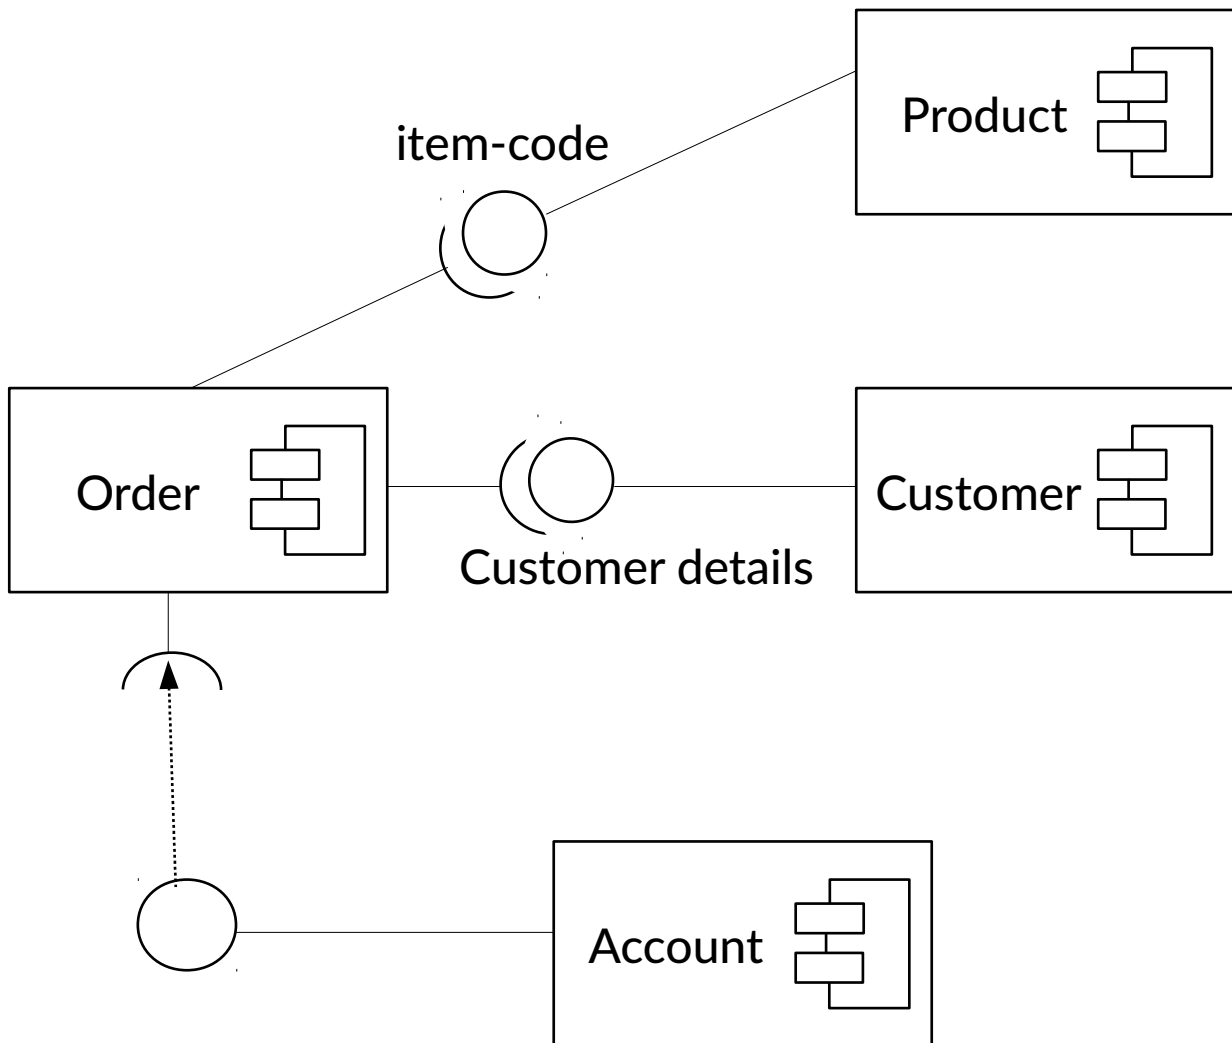 Product
item-code
Order
Customer
Customer details
Account